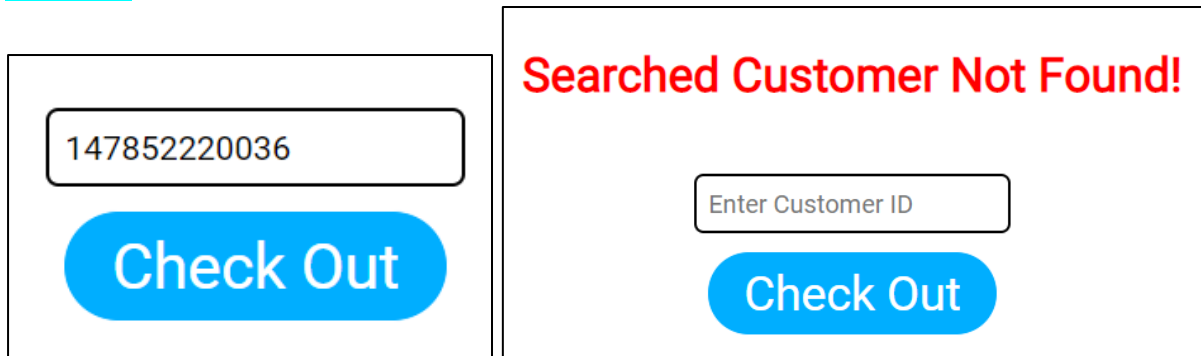 147852220036
Check Out
Searched Customer Not Found!
Enter Customer ID
Check Out